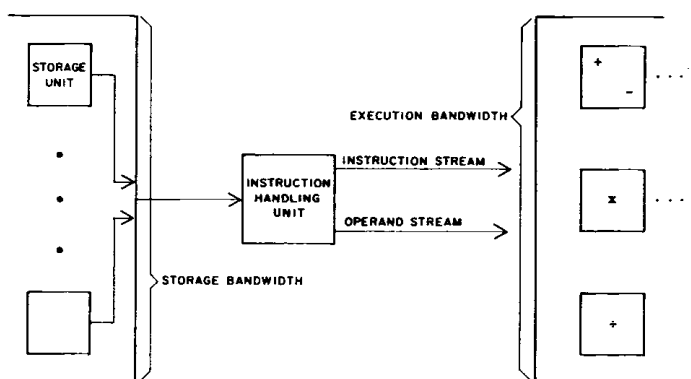 STORAGE
UNIT
STORAGE BANDWIDTH
INSTRUCTION
HANDLING
UNIT
INSTRUCTION STREAM
OPERAND STREAM
EXECUTION BANDWIDTH
+
-
x
÷